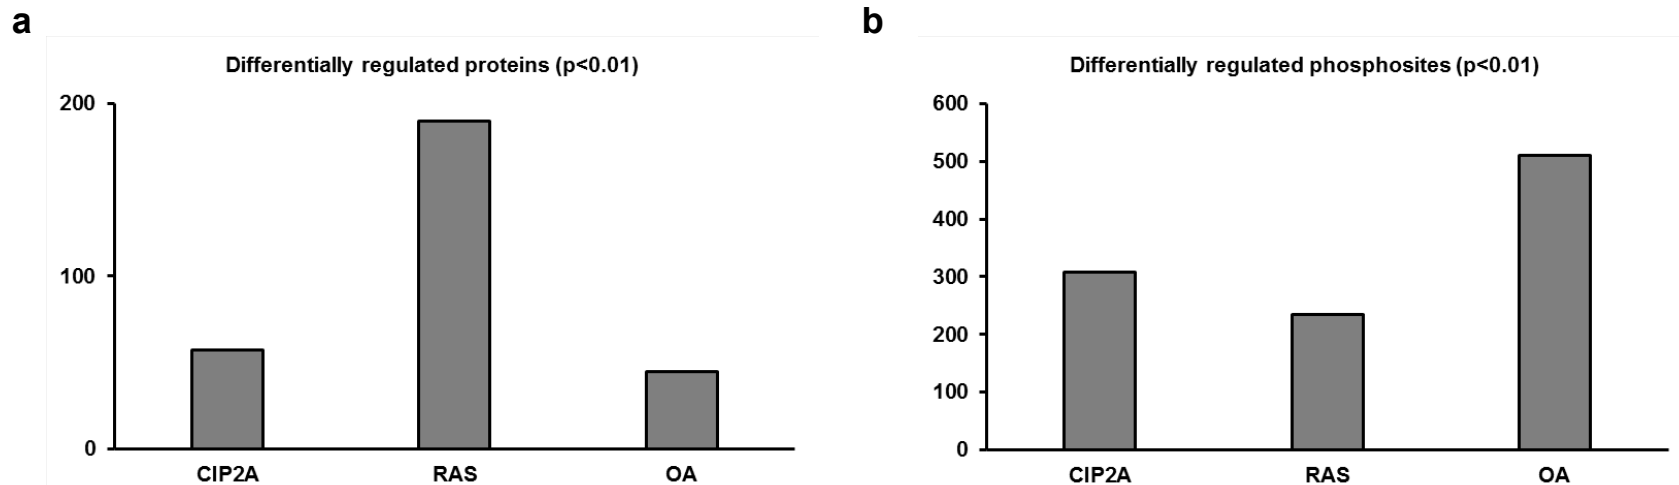 a
Differentially regulated proteins (p<0.01)
200
100
0
CIP2A RAS OA
b
Differentially regulated phosphosites (p<0.01)
600
500
400
300
200
100
0
CIP2A RAS OA